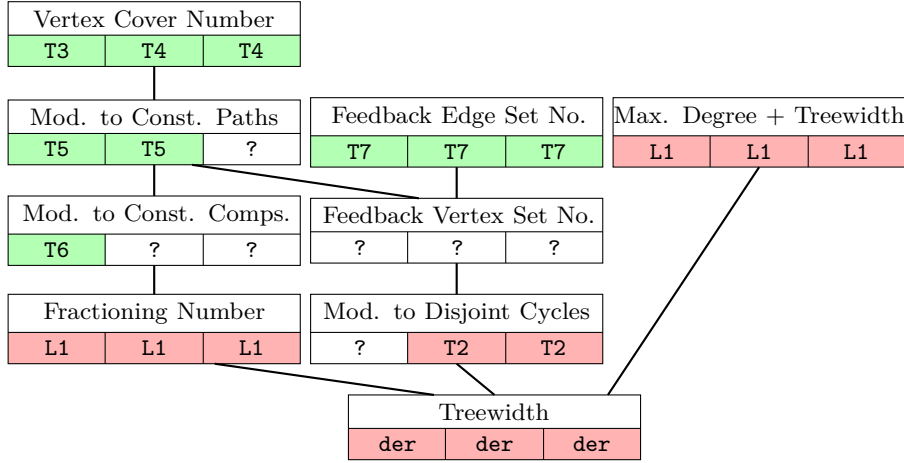 Vertex Cover Number
T3 T4 T4
Mod. to Const. Paths
T5 T5 ?
Feedback Edge Set No.
T7 T7 T7
Max. Degree + Treewidth
L1 L1 L1
Mod. to Const. Comps.
T6 ? ?
Feedback Vertex Set No.
? ? ?
Fractioning Number
L1 L1 L1
Mod. to Disjoint Cycles
? T2 T2
Treewidth
der der der